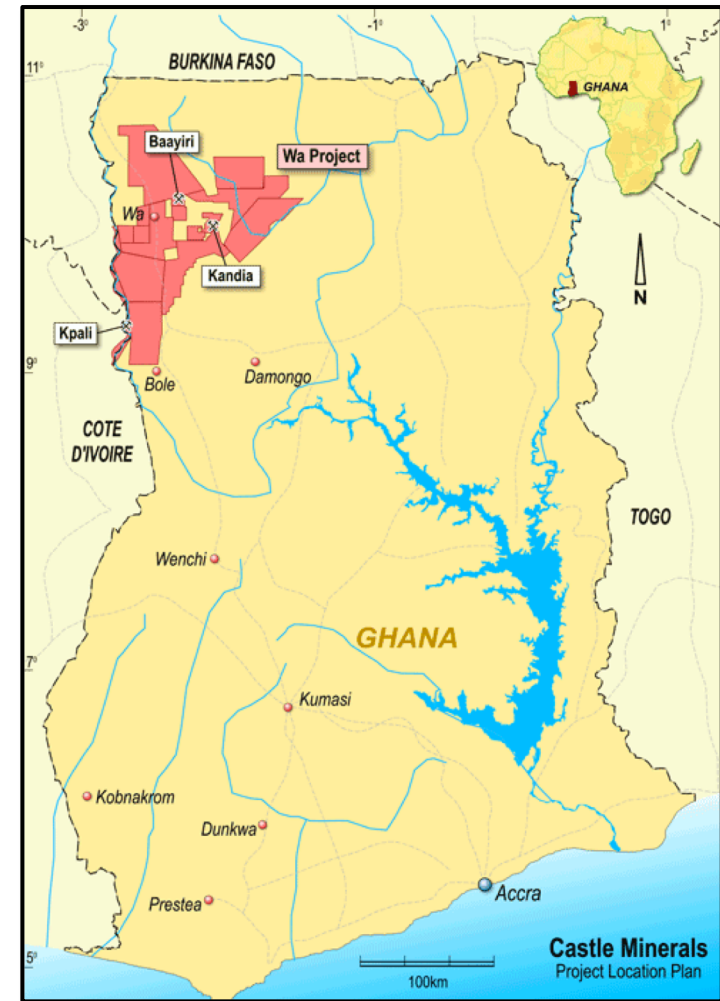 -3°
-1°
1°
11°
BURKINA FASO
GHANA
Baayiri
Wa Project
Wa
Kandia
N
Kpali
9°
Bole
Damongo
COTE
D'IVOIRE
TOGO
Wenchi
GHANA
7°
Kumasi
Kobnakrom
Dunkwa
Prestea
Accra
Castle Minerals
Project Location Plan
5°
100km